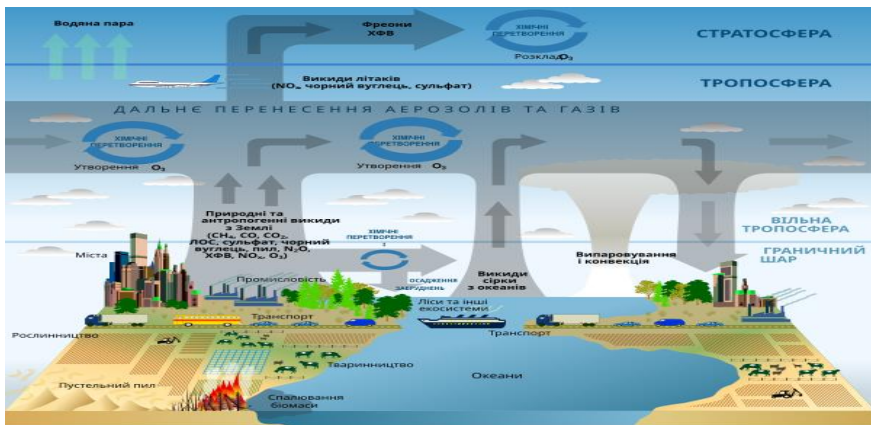 Водяна пара
Фреони
ХФВ
ХІМІЧНІ
ПЕРЕТВОРЕННЯ
Розклад O₃
СТРАТОСФЕРА
Викиди літаків
(NOₓ, чорний вуглець, сульфат)
ТРОПОСФЕРА
ДАЛЬНЄ ПЕРЕНЕСЕННЯ АЕРОЗОЛІВ ТА ГАЗІВ
ХІМІЧНІ
ПЕРЕТВОРЕННЯ
Утворення O₃
ХІМІЧНІ
ПЕРЕТВОРЕННЯ
Утворення O₃
Природні та
антропогенні викиди
з Землі
(CH₄, CO, CO₂,
ЛОС, сульфат, чорний
вуглець, пил, N₂O,
ХФВ, NOₓ, O₃)
ХІМІЧНІ
ПЕРЕТВОРЕННЯ
І
ОСАДЖЕННЯ
ЗАБРУДНЕНЬ
ВІЛЬНА
ТРОПОСФЕРА
ГРАНИЧНИЙ
ШАР
Міста
Промисловість
Викиди
сірки
з океанів
Випаровування
і конвекція
Ліси та інші
екосистеми
Транспорт
Транспорт
Рослинництво
Тваринництво
Океани
Пустельний пил
Спалювання
біомаси